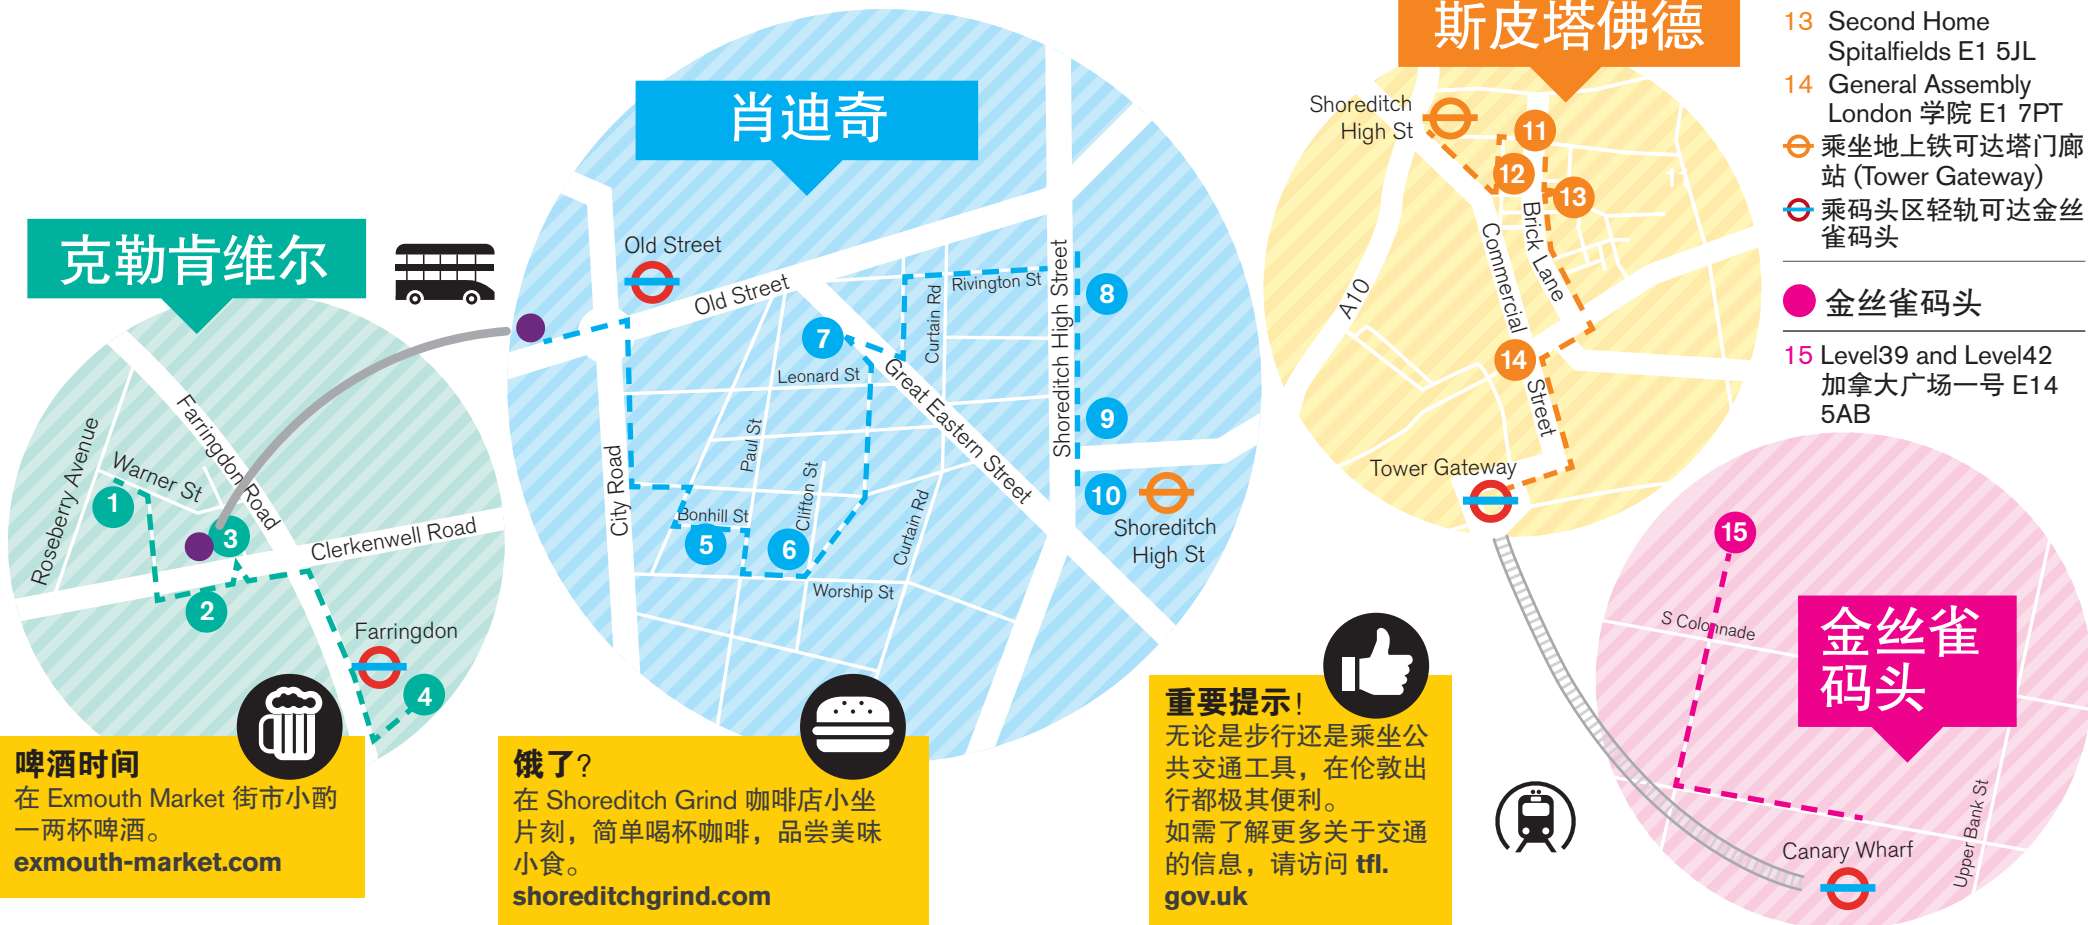 克勒肯维尔
Roseberry Avenue
Warner St
Farringdon Road
Clerkenwell Road
Farringdon
1
2
3
4
啤酒时间
在 Exmouth Market 街市小酌
一两杯啤酒。
exmouth-market.com
肖迪奇
Old Street
Old Street
City Road
Leonard St
Paul St
Bonhill St
Clifton St
Worship St
Curtain Rd
Curtain Rd
Rivington St
Great Eastern Street
Shoreditch High Street
Shoreditch
High St
5
6
7
8
9
10
饿了?
在 Shoreditch Grind 咖啡店小坐
片刻，简单喝杯咖啡，品尝美味
小食。
shoreditchgrind.com
斯皮塔佛德
Shoreditch
High St
A10
Commercial
Street
Brick Lane
Tower Gateway
11
12
13
14
11
重要提示!
无论是步行还是乘坐公
共交通工具，在伦敦出
行都极其便利。
如需了解更多关于交通
的信息，请访问 tfl.
gov.uk
13 Second Home
Spitalfields E1 5JL
14 General Assembly
London 学院 E1 7PT
乘坐地上铁可达塔门廊
站 (Tower Gateway)
乘码头区轻轨可达金丝
雀码头
金丝雀码头
15 Level39 and Level42
加拿大广场一号 E14
5AB
15
S Colonnade
金丝雀
码头
Upper Bank St
Canary Wharf